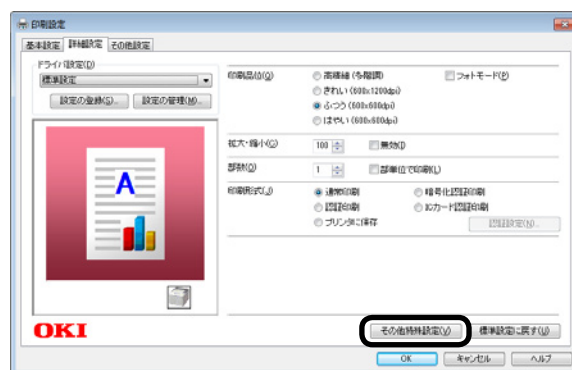 印刷設定
基本設定 詳細設定 その他設定
ドライバ設定(D)
標準設定
設定の登録(S)... 設定の管理(M)...
印刷品位(Q) 高精細 (多階調) フォトモード(P)
きれい (600x1200dpi)
ふつう (600x600dpi)
はやい (600x600dpi)
拡大・縮小(C) 100 % 無効(I)
部数(O) 1 部単位で印刷(L)
印刷形式(J) 通常印刷 暗号化認証印刷
認証印刷 ICカード認証印刷
プリンタに保存 認証設定(N)...
A
OKI
その他特殊設定(V) 標準設定に戻す(U)
OK キャンセル ヘルプ